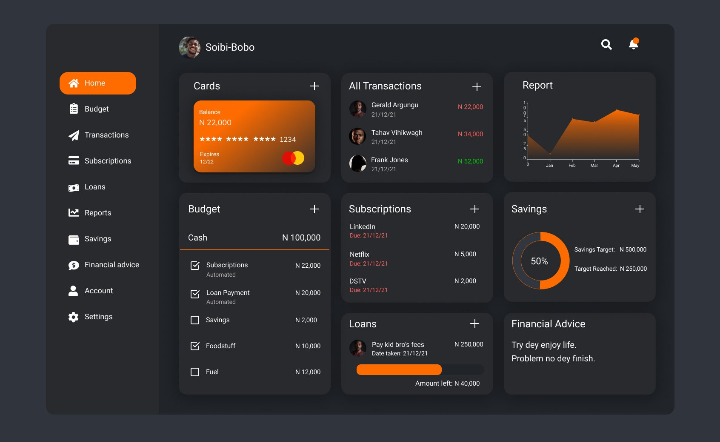 Soibi-Bobo
Home
Budget
Transactions
Subscriptions
Loans
Reports
Savings
Financial advice
Account
Settings
Cards
Balance
N 22,000
**** **** **** 1234
Expires
12/22
All Transactions
Gerald Argungu
21/12/21
N 22,000
Tahav Vihikwagh
21/12/21
N 34,000
Frank Jones
21/12/21
N 32,000
Report
0 Jan Feb Mar Apr May
Budget
Cash N 100,000
Subscriptions N 22,000
Automated
Loan Payment N 20,000
Automated
Savings N 2,000
Foodstuff N 10,000
Fuel N 12,000
Subscriptions
LinkedIn N 20,000
Due: 21/12/21
Netflix N 5,000
Due: 21/12/21
DSTV N 2,000
Due: 21/12/21
Savings
50%
Savings Target: N 500,000
Target Reached: N 250,000
Loans
Pay kid bro's fees N 250,000
Date taken: 21/12/21
Amount left: N 40,000
Financial Advice
Try dey enjoy life.
Problem no dey finish.